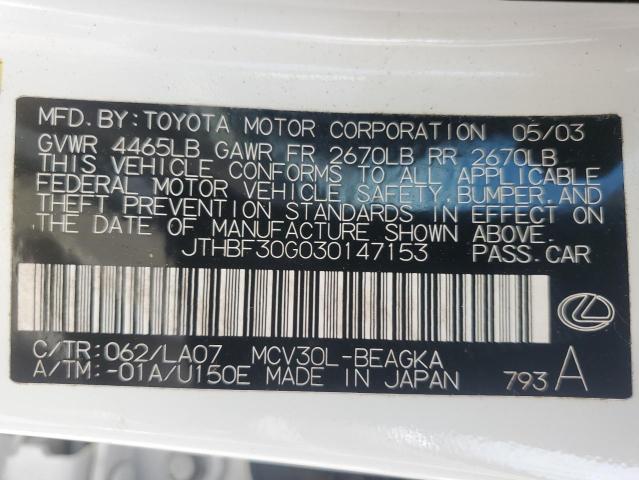 MFD. BY: TOYOTA MOTOR CORPORATION 05/03
GVWR 4465LB GAWR FR 2670LB RR 2670LB
THIS VEHICLE CONFORMS TO ALL APPLICABLE
FEDERAL MOTOR VEHICLE SAFETY, BUMPER, AND
THEFT PREVENTION STANDARDS IN EFFECT ON
THE DATE OF MANUFACTURE SHOWN ABOVE.
JTHBF30G030147153 PASS. CAR
C/TR: 062/LA07 MCV30L-BEAGKA
A/TM: -01A/U150E MADE IN JAPAN 793 A